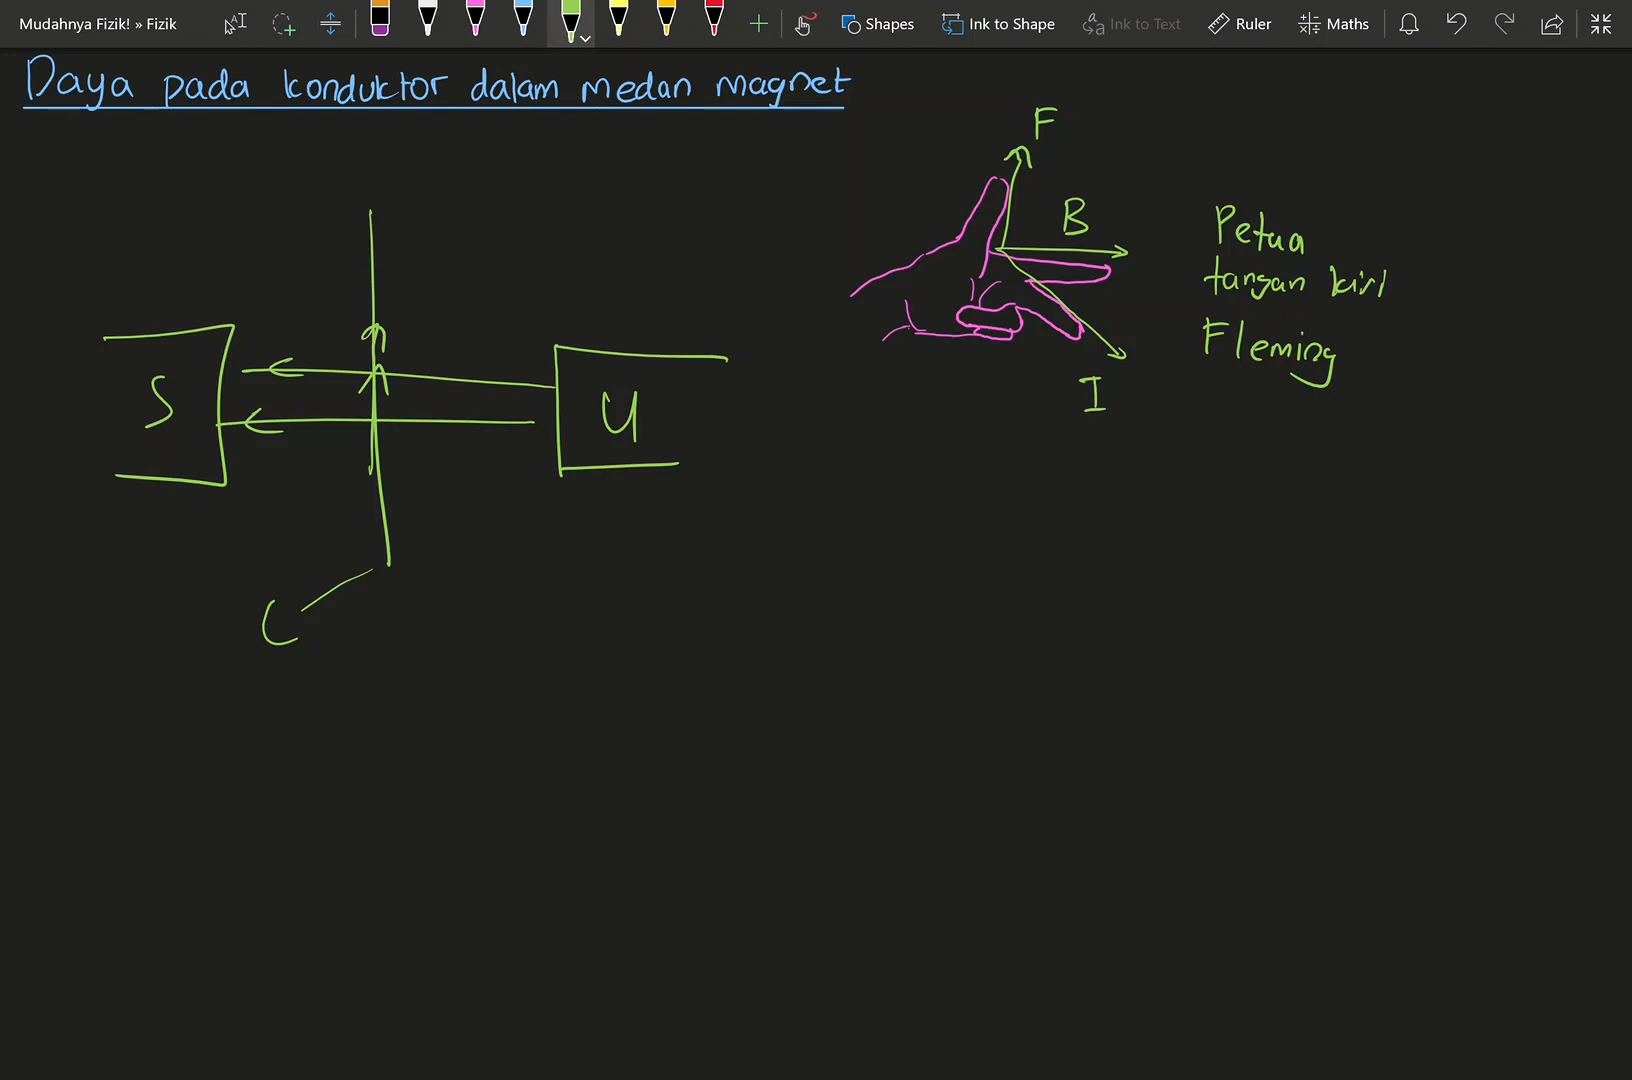 Mudahnya Fizik! » Fizik
Shapes
Ink to Shape
Ink to Text
Ruler
Maths
Daya pada konduktor dalam medan magnet
F
B
I
Petua
tangan kiri
Fleming
S
U
C